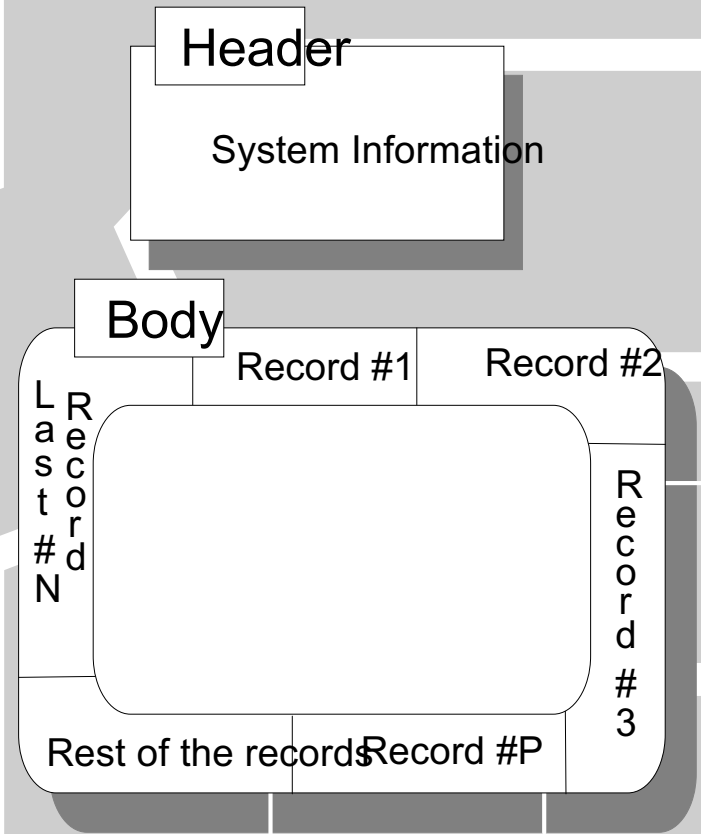 Header
System Information
Body
Record #1
Record #2
Record #3
Record #P
Rest of the records
Last #N
Record